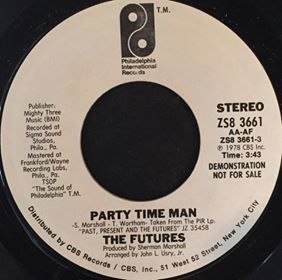 T.M.
Philadelphia
International
Records
Publisher:
Mighty Three
Music (BMI)
Recorded at
Sigma Sound
Studios,
Phila., Pa.
Mastered at
Frankford/Wayne
Recording Labs,
Phila., Pa.
TSOP
"The Sound of
Philadelphia" T.M.
STEREO
ZS8 3661
AA-AF
ZS8 3661-3
℗ 1978 CBS Inc.
Time: 3:43
DEMONSTRATION
NOT FOR SALE
PARTY TIME MAN
-S. Marshall - T. Wortham- Taken From The PIR Lp:
"PAST, PRESENT AND THE FUTURES" JZ 35458
THE FUTURES
Produced by Sherman Marshall
Arranged by John L. Usry, Jr.
Distributed by CBS Records / CBS, Inc., 51 West 52 Street, New York City